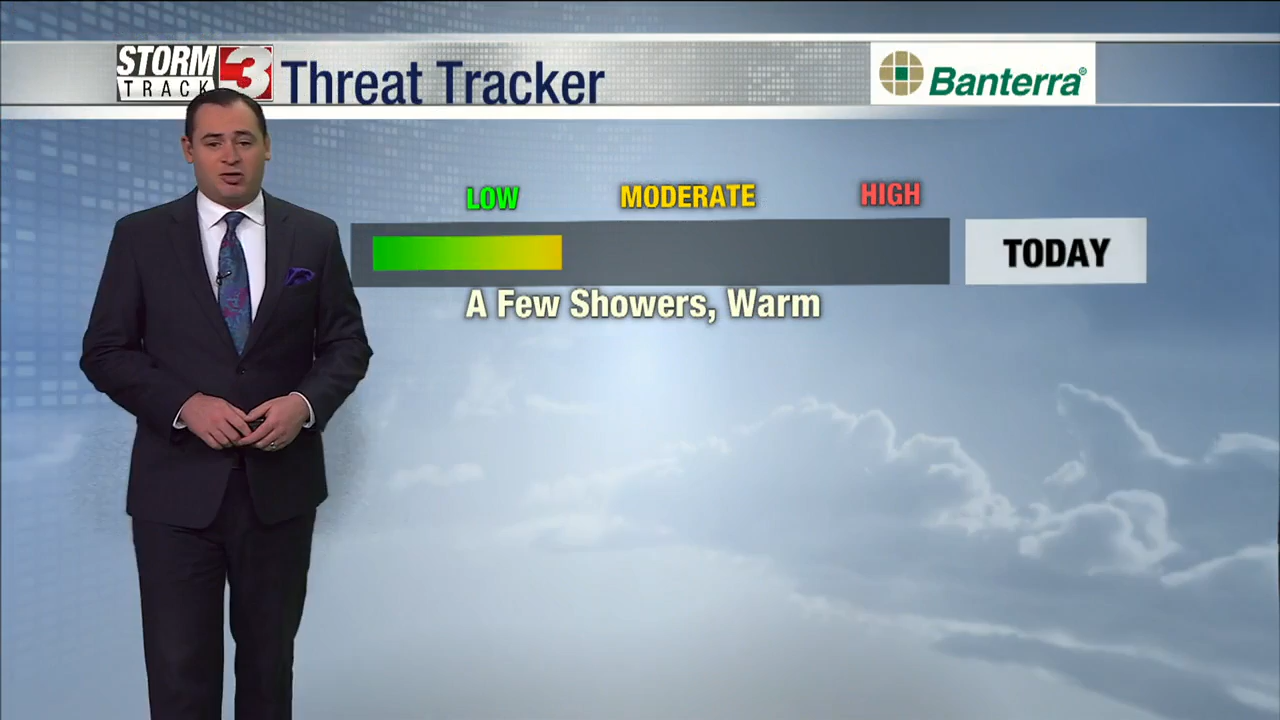 STORM
TRACK 3
Threat Tracker
Banterra®
LOW MODERATE HIGH
TODAY
A Few Showers, Warm